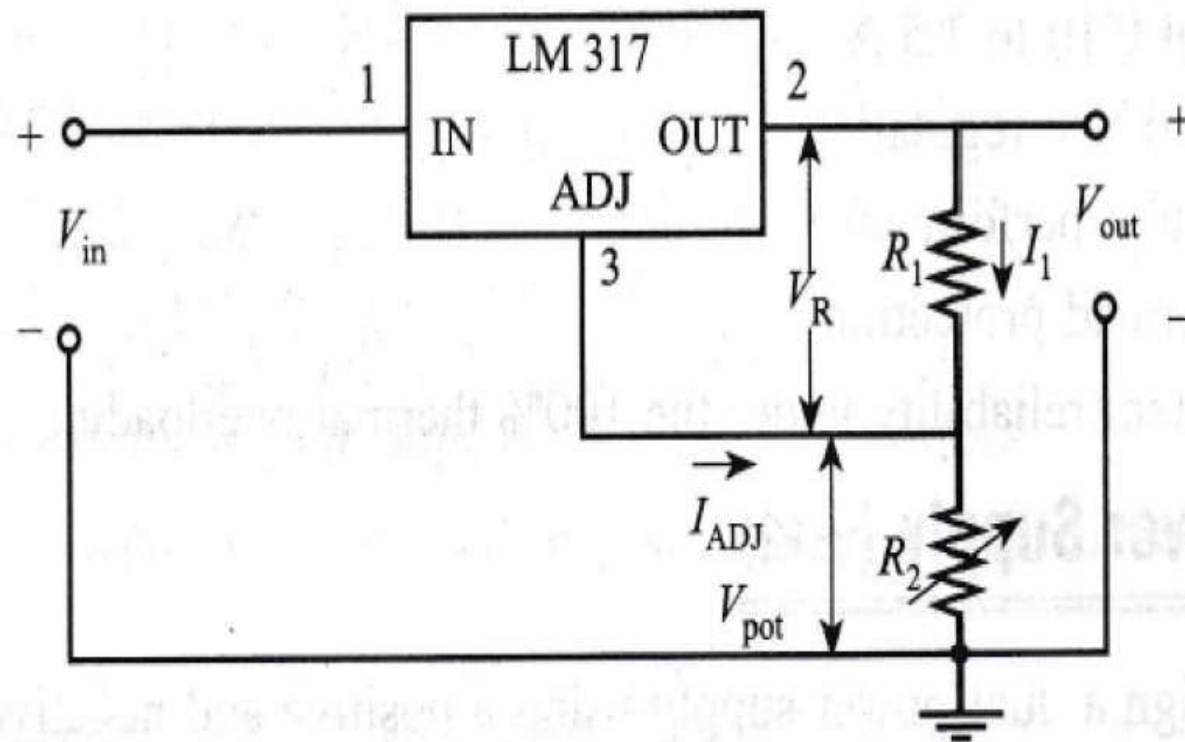 LM 317
1
2
+
IN
OUT
+
ADJ
V_in
3
V_R
R_1
I_1
V_out
−
−
I_ADJ
R_2
V_pot